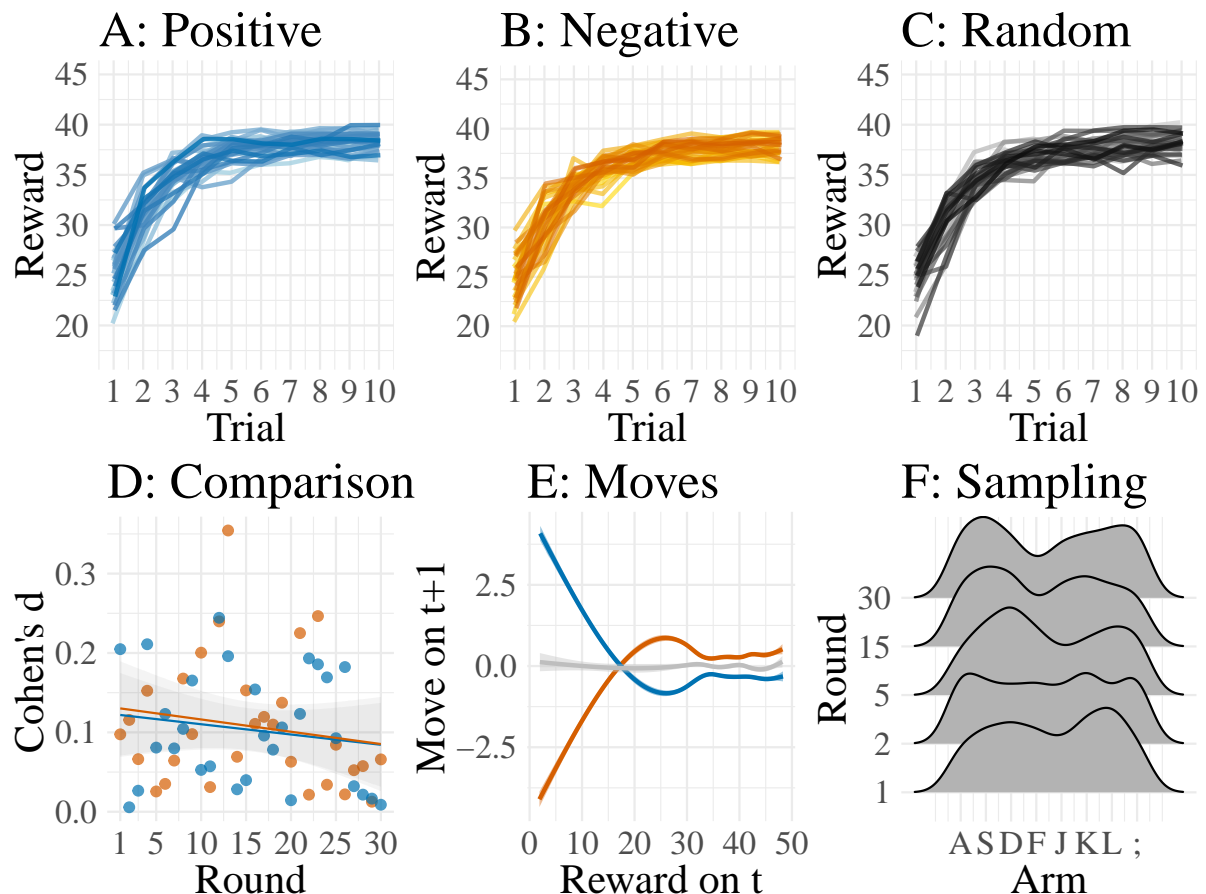 A: Positive
45
40
35
30
25
20
Reward
1 2 3 4 5 6 7 8 9 10
Trial
B: Negative
45
40
35
30
25
20
Reward
1 2 3 4 5 6 7 8 9 10
Trial
C: Random
45
40
35
30
25
20
Reward
1 2 3 4 5 6 7 8 9 10
Trial
D: Comparison
0.3
0.2
0.1
0.0
Cohen's d
1 5 10 15 20 25 30
Round
E: Moves
2.5
0.0
−2.5
Move on t+1
0 10 20 30 40 50
Reward on t
F: Sampling
30
15
5
2
1
Round
A S D F J K L ;
Arm